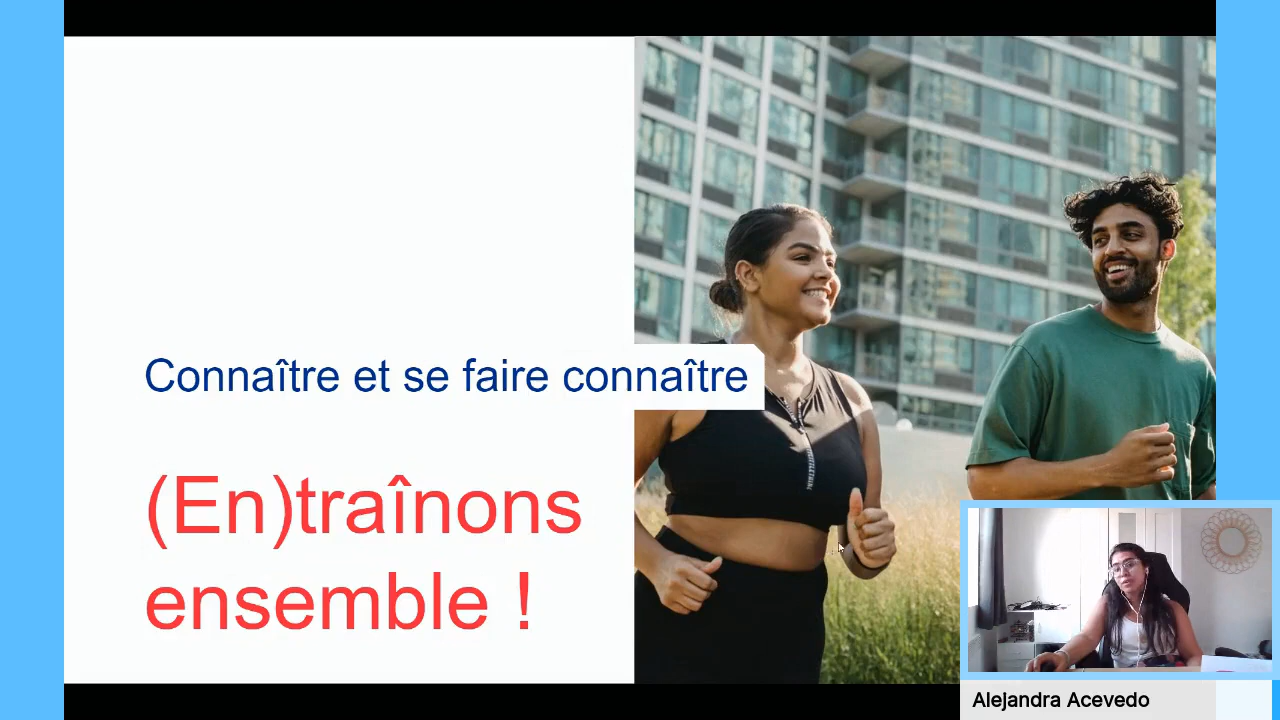 Connaître et se faire connaître
(En)traînons
ensemble !
Alejandra Acevedo